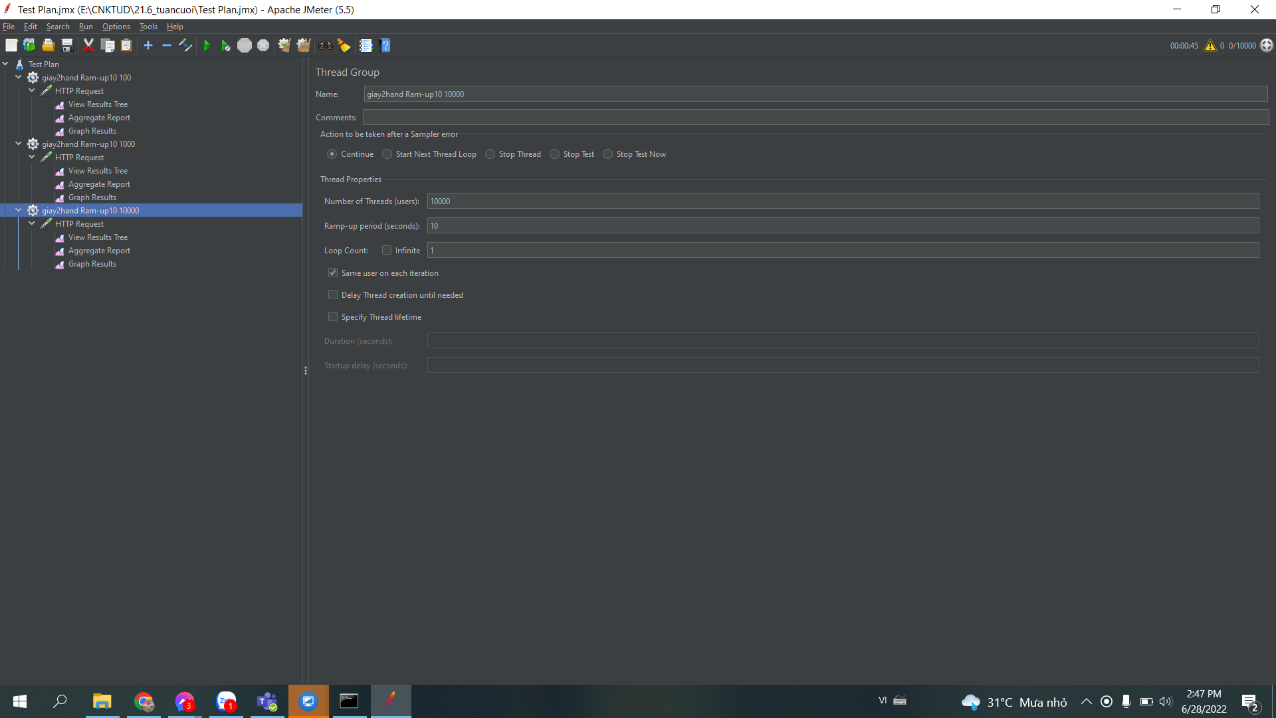 Test Plan.jmx (E:\CNKTUD\21.6_tuancuoi\Test Plan.jmx) - Apache JMeter (5.5)
File Edit Search Run Options Tools Help
00:00:45 0 0/10000
Test Plan
giay2hand Ram-up10 100
HTTP Request
View Results Tree
Aggregate Report
Graph Results
giay2hand Ram-up10 1000
HTTP Request
View Results Tree
Aggregate Report
Graph Results
giay2hand Ram-up10 10000
HTTP Request
View Results Tree
Aggregate Report
Graph Results
Thread Group
Name: giay2hand Ram-up10 10000
Comments:
Action to be taken after a Sampler error
Continue Start Next Thread Loop Stop Thread Stop Test Stop Test Now
Thread Properties
Number of Threads (users): 10000
Ramp-up period (seconds): 10
Loop Count: Infinite 1
Same user on each iteration
Delay Thread creation until needed
Specify Thread lifetime
Duration (seconds):
Startup delay (seconds):
3 1 VI 31°C Mưa nhỏ 2:47 PM
6/28/2022 2